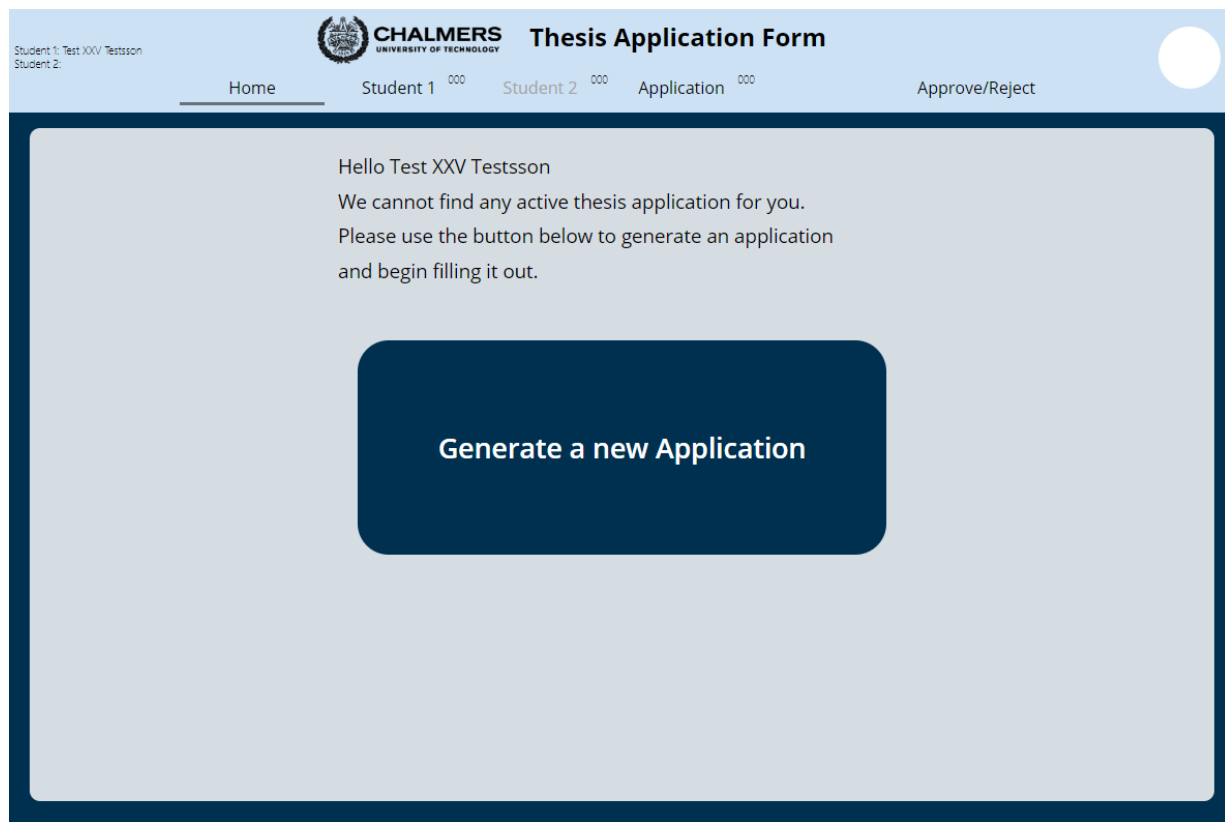 Student 1: Test XXV Testsson
Student 2:
CHALMERS
UNIVERSITY OF TECHNOLOGY
Thesis Application Form
Home Student 1 000 Student 2 000 Application 000 Approve/Reject
Hello Test XXV Testsson
We cannot find any active thesis application for you.
Please use the button below to generate an application
and begin filling it out.
Generate a new Application